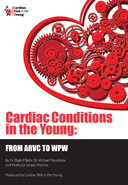 Cardiac
Risk in the
Young
Cardiac Conditions
in the Young:
FROM ARVC TO WPW
By Dr Elijah R Behr, Dr Michael Papadakis
and Professor Sanjay Sharma
Produced by Cardiac Risk in the Young